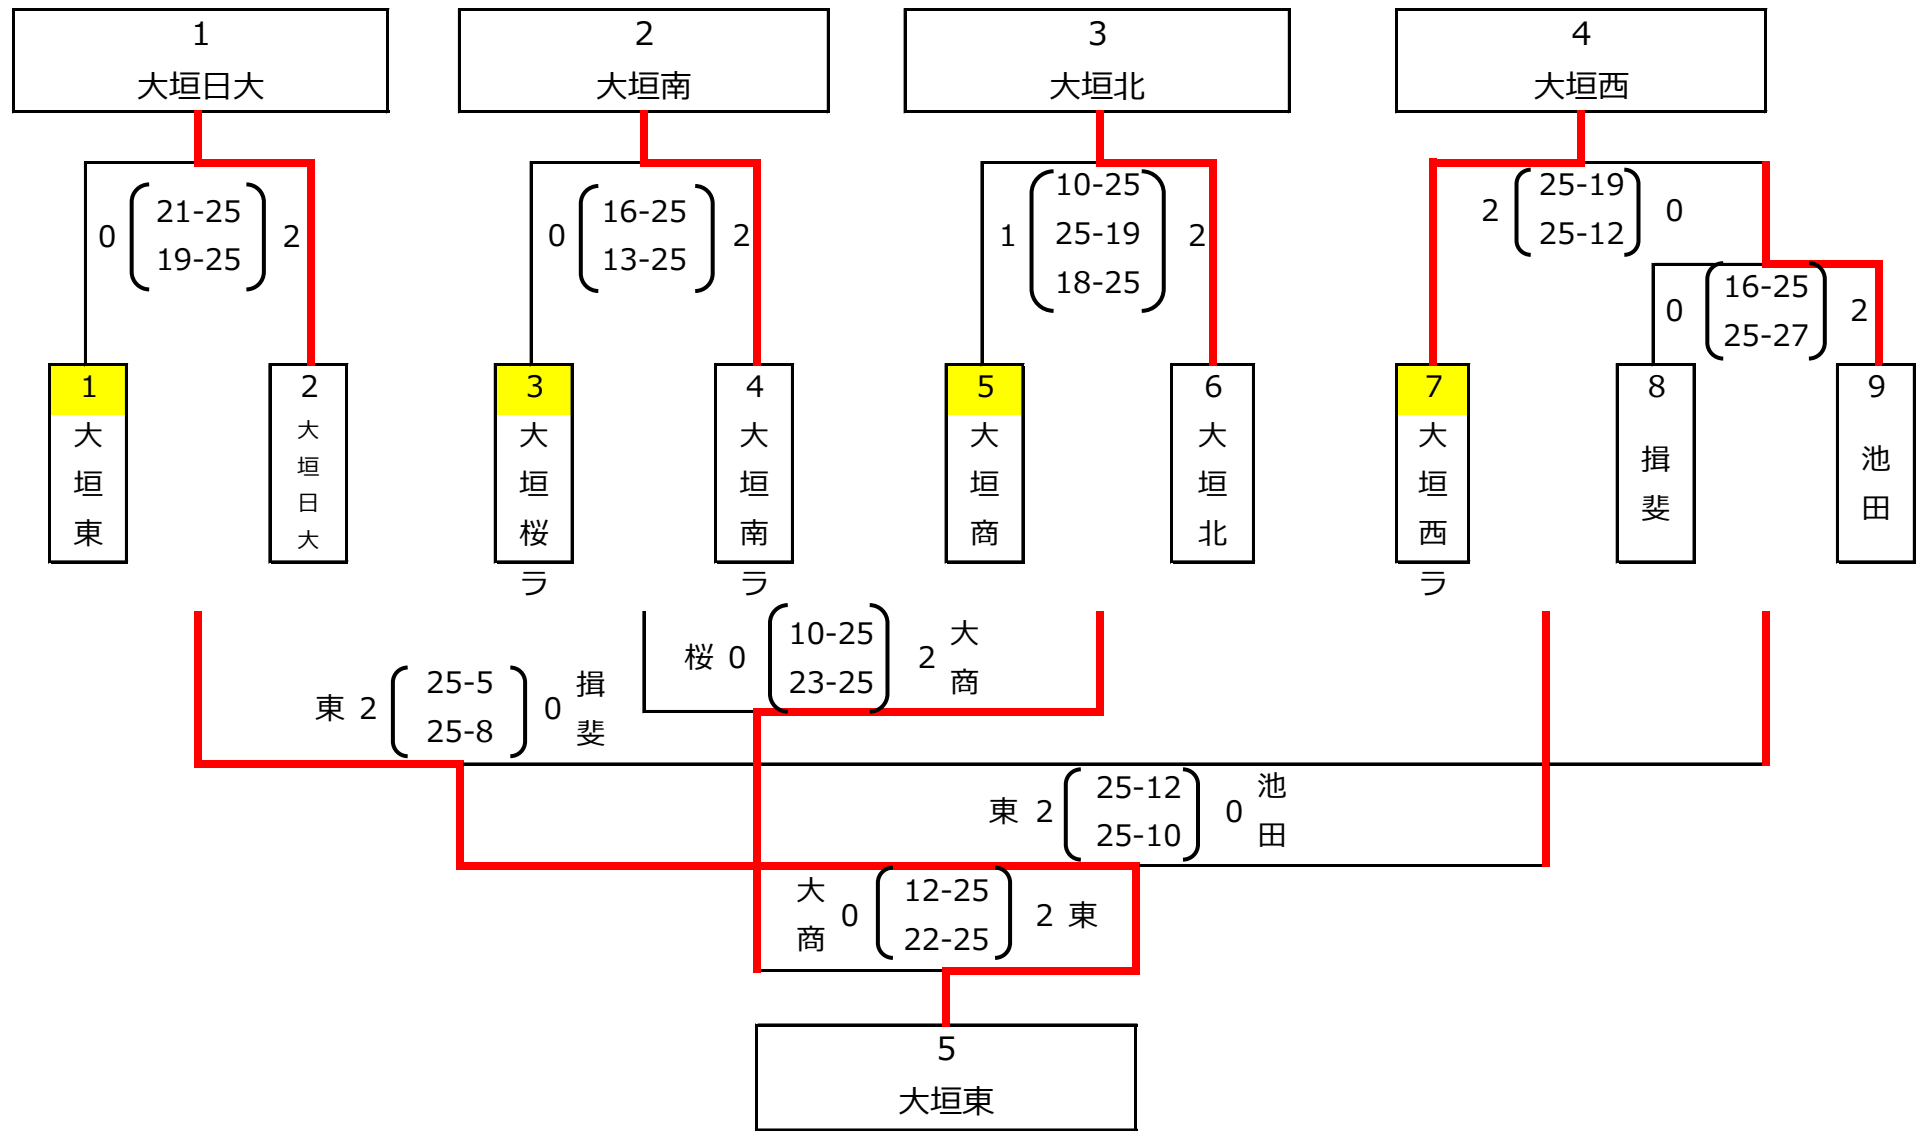 1
大垣日大
2
大垣南
3
大垣北
4
大垣西
0
21-25
19-25
2
0
16-25
13-25
2
1
10-25
25-19
18-25
2
2
25-19
25-12
0
0
16-25
25-27
2
1
大垣東
2
大垣日大
3
大垣桜
4
大垣南
5
大垣商
6
大垣北
7
大垣西
8
揖斐
9
池田
ラ
ラ
ラ
東 2
25-5
25-8
0 揖斐
桜 0
10-25
23-25
2 大商
東 2
25-12
25-10
0 池田
大商 0
12-25
22-25
2 東
5
大垣東